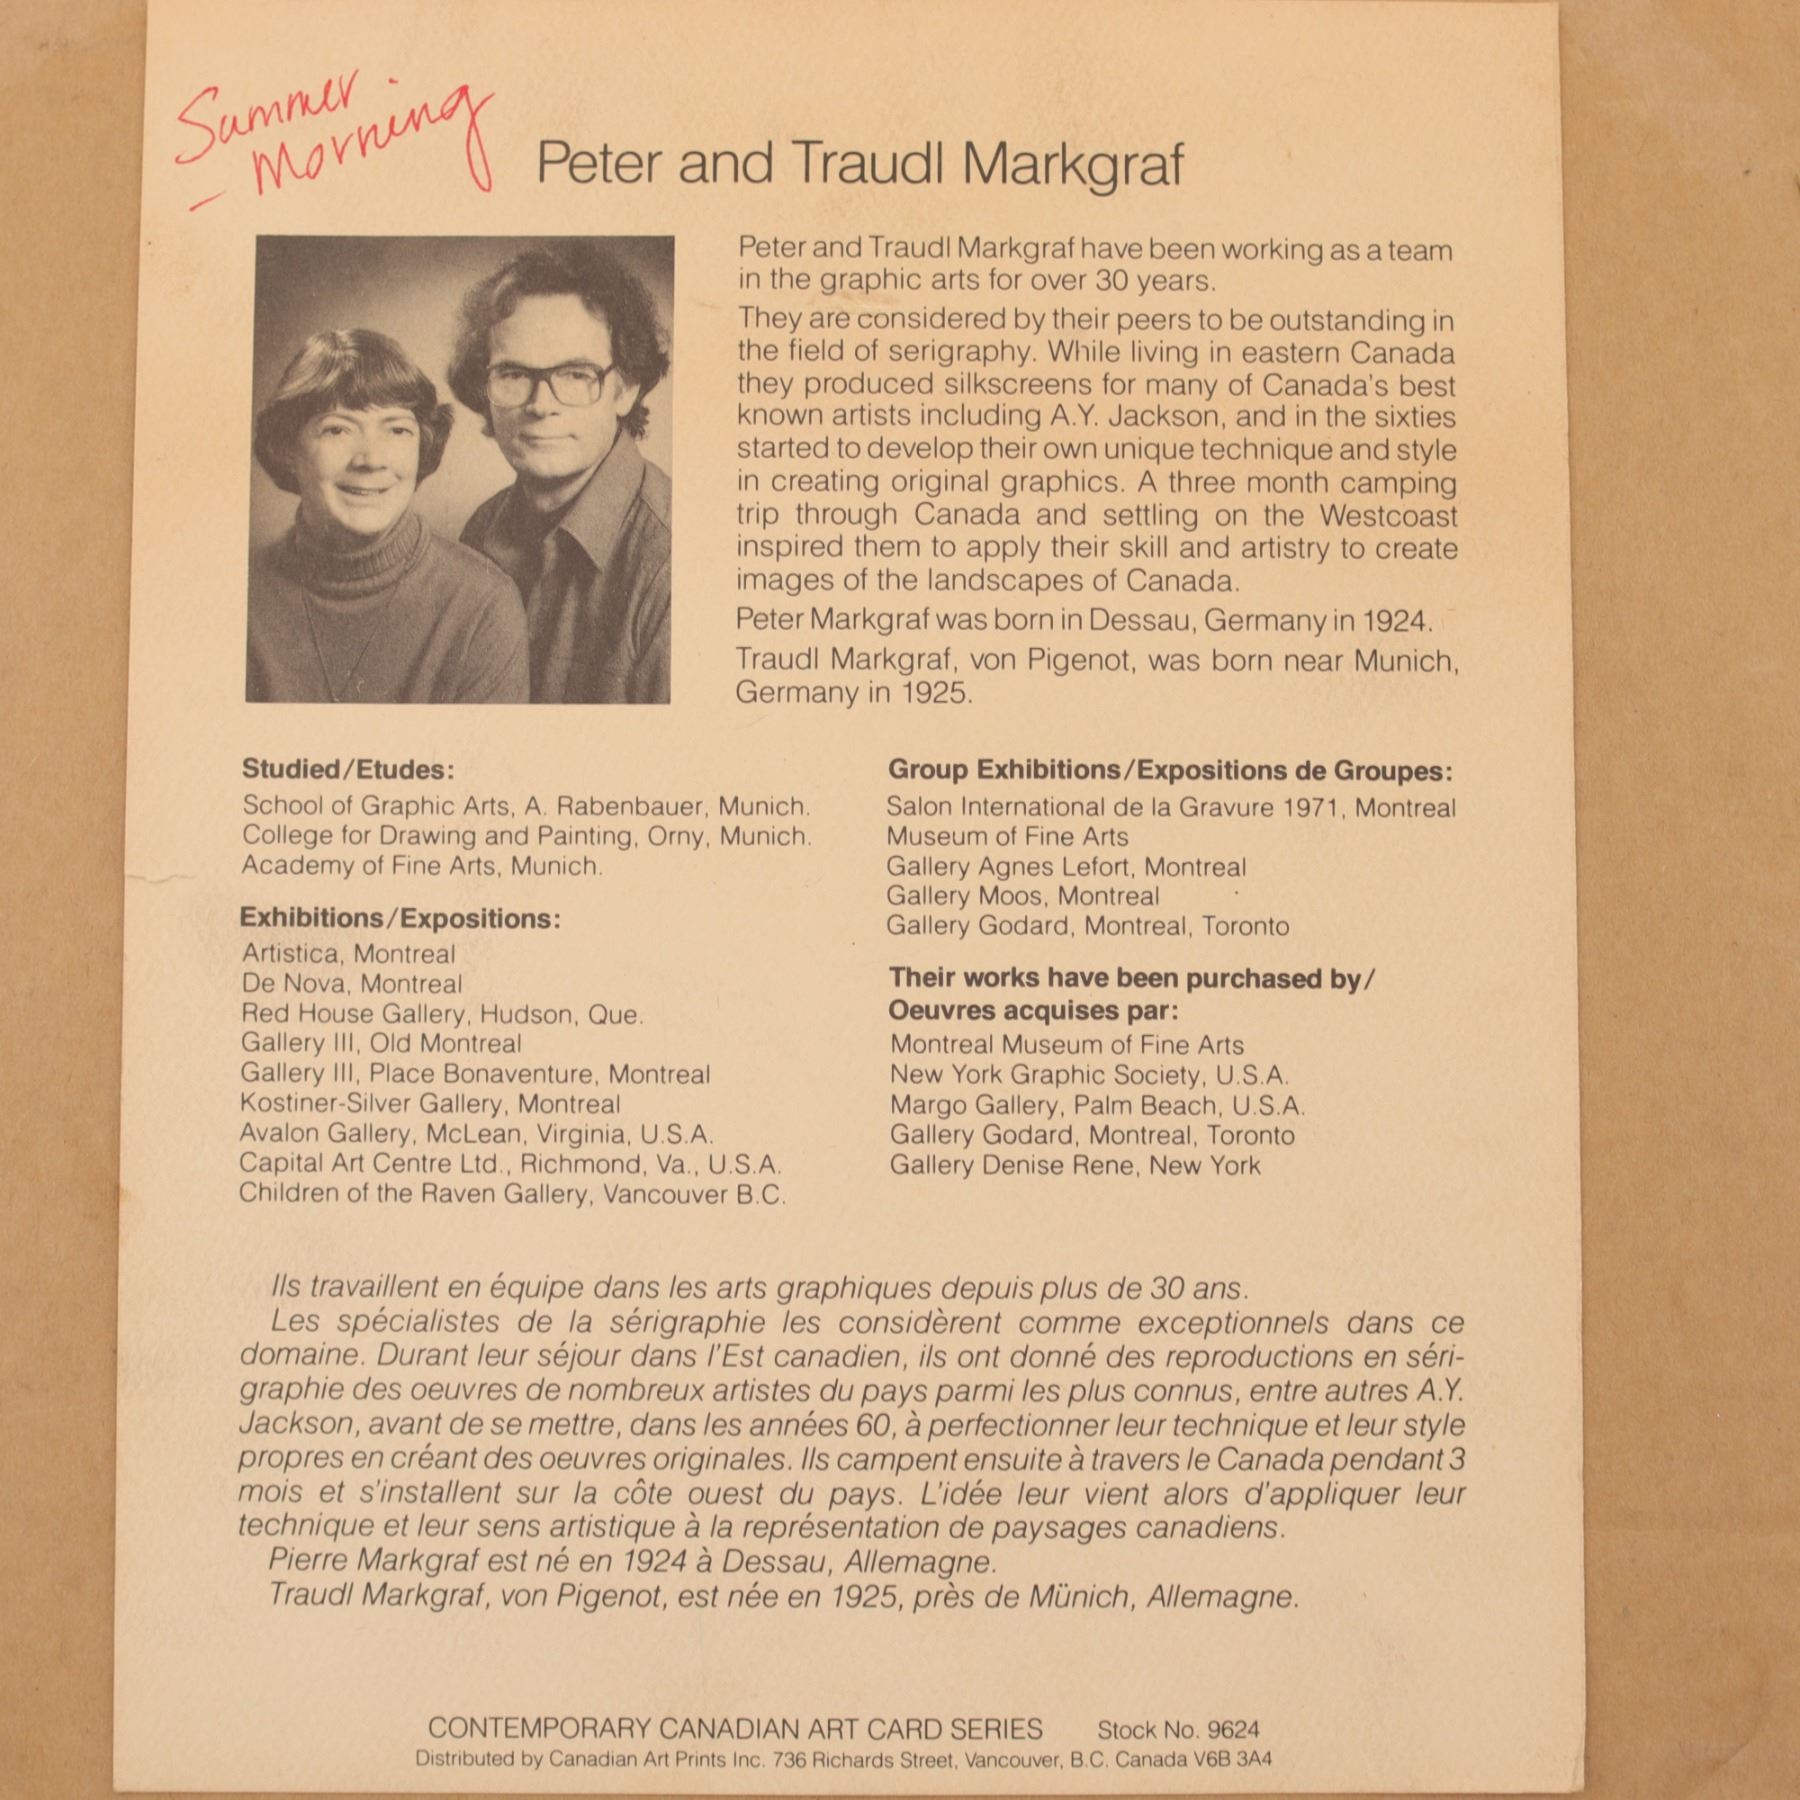 Summer
- Morning
Peter and Traudl Markgraf
Peter and Traudl Markgraf have been working as a team
in the graphic arts for over 30 years.
They are considered by their peers to be outstanding in
the field of serigraphy. While living in eastern Canada
they produced silkscreens for many of Canada's best
known artists including A.Y. Jackson, and in the sixties
started to develop their own unique technique and style
in creating original graphics. A three month camping
trip through Canada and settling on the Westcoast
inspired them to apply their skill and artistry to create
images of the landscapes of Canada.
Peter Markgraf was born in Dessau, Germany in 1924.
Traudl Markgraf, von Pigenot, was born near Munich,
Germany in 1925.
Studied/Etudes:
School of Graphic Arts, A. Rabenbauer, Munich.
College for Drawing and Painting, Orny, Munich.
Academy of Fine Arts, Munich.
Exhibitions/Expositions:
Artistica, Montreal
De Nova, Montreal
Red House Gallery, Hudson, Que.
Gallery III, Old Montreal
Gallery III, Place Bonaventure, Montreal
Kostiner-Silver Gallery, Montreal
Avalon Gallery, McLean, Virginia, U.S.A.
Capital Art Centre Ltd., Richmond, Va., U.S.A.
Children of the Raven Gallery, Vancouver B.C.
Group Exhibitions/Expositions de Groupes:
Salon International de la Gravure 1971, Montreal
Museum of Fine Arts
Gallery Agnes Lefort, Montreal
Gallery Moos, Montreal
Gallery Godard, Montreal, Toronto
Their works have been purchased by/
Oeuvres acquises par:
Montreal Museum of Fine Arts
New York Graphic Society, U.S.A.
Margo Gallery, Palm Beach, U.S.A.
Gallery Godard, Montreal, Toronto
Gallery Denise Rene, New York
Ils travaillent en équipe dans les arts graphiques depuis plus de 30 ans.
Les spécialistes de la sérigraphie les considèrent comme exceptionnels dans ce
domaine. Durant leur séjour dans l'Est canadien, ils ont donné des reproductions en séri-
graphie des oeuvres de nombreux artistes du pays parmi les plus connus, entre autres A.Y.
Jackson, avant de se mettre, dans les années 60, à perfectionner leur technique et leur style
propres en créant des oeuvres originales. Ils campent ensuite à travers le Canada pendant 3
mois et s'installent sur la côte ouest du pays. L'idée leur vient alors d'appliquer leur
technique et leur sens artistique à la représentation de paysages canadiens.
Pierre Markgraf est né en 1924 à Dessau, Allemagne.
Traudl Markgraf, von Pigenot, est née en 1925, près de Münich, Allemagne.
CONTEMPORARY CANADIAN ART CARD SERIES Stock No. 9624
Distributed by Canadian Art Prints Inc. 736 Richards Street, Vancouver, B.C. Canada V6B 3A4